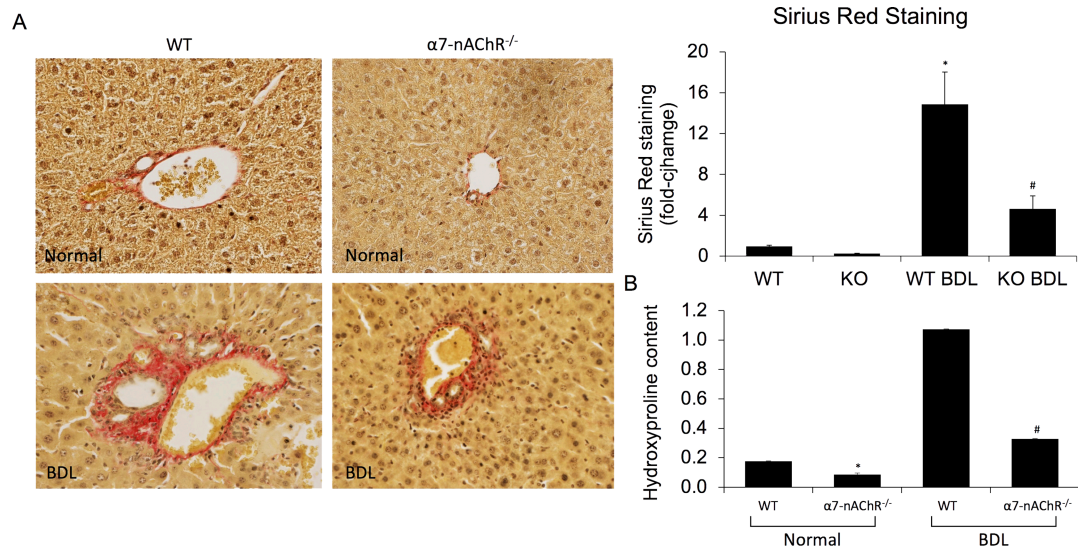 A
WT
α7-nAChR-/-
Normal
Normal
BDL
BDL
Sirius Red Staining
Sirius Red staining
(fold-cjhamge)
20
16
12
8
4
0
*
#
WT
KO
WT BDL
KO BDL
B
Hydroxyproline content
1.2
1.0
0.8
0.6
0.4
0.2
0.0
*
#
WT
α7-nAChR-/-
WT
α7-nAChR-/-
Normal
BDL